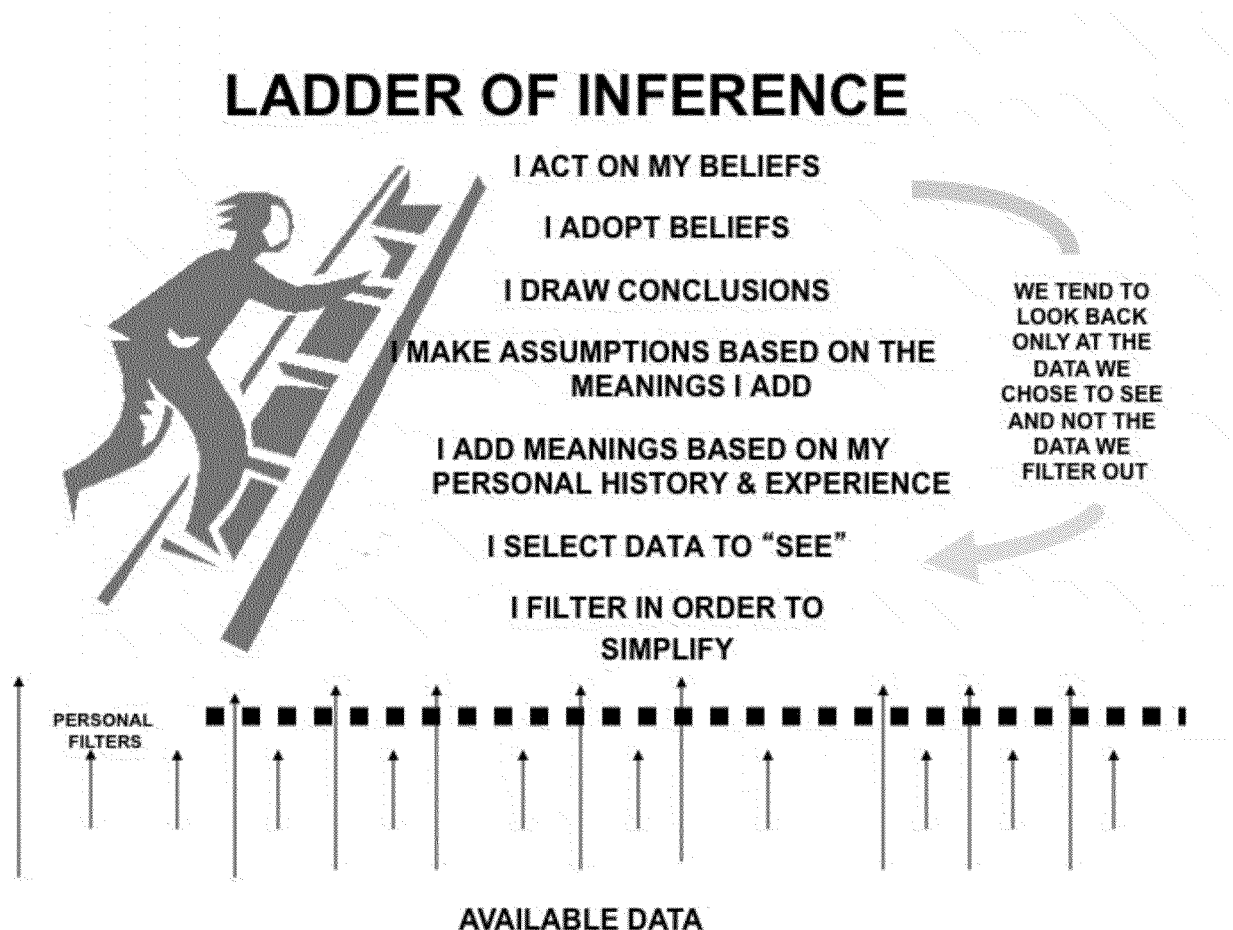 LADDER OF INFERENCE
I ACT ON MY BELIEFS
I ADOPT BELIEFS
I DRAW CONCLUSIONS
I MAKE ASSUMPTIONS BASED ON THE
MEANINGS I ADD
I ADD MEANINGS BASED ON MY
PERSONAL HISTORY & EXPERIENCE
I SELECT DATA TO “SEE”
I FILTER IN ORDER TO
SIMPLIFY
WE TEND TO
LOOK BACK
ONLY AT THE
DATA WE
CHOSE TO SEE
AND NOT THE
DATA WE
FILTER OUT
PERSONAL
FILTERS
AVAILABLE DATA